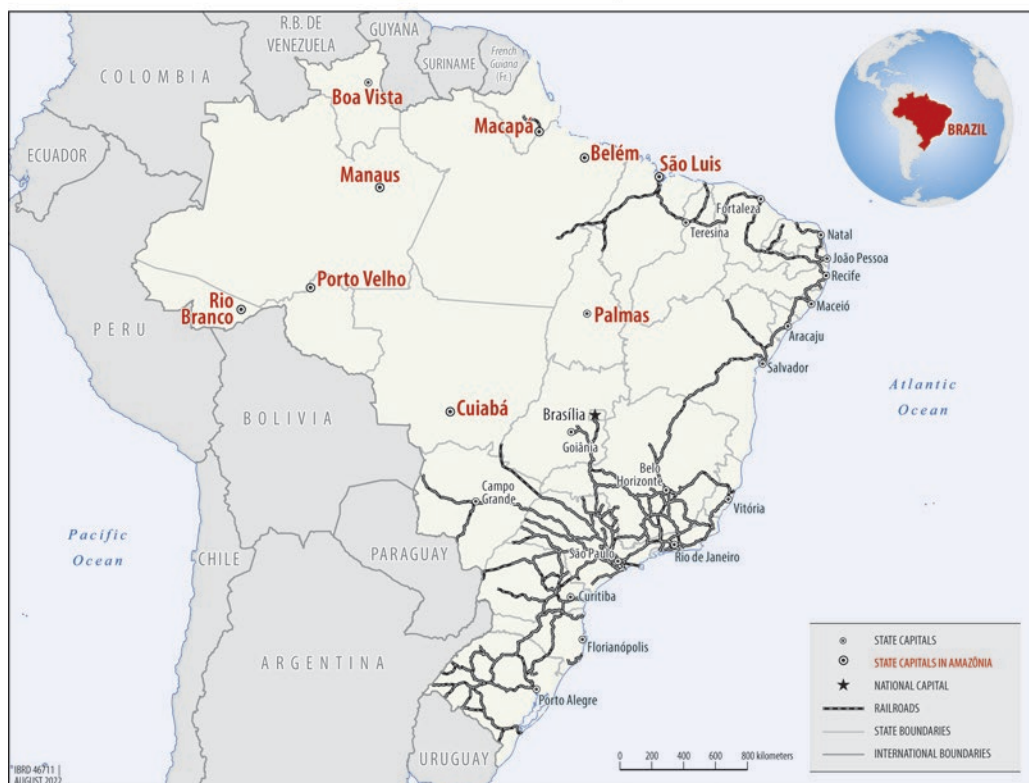 R.B. DE
VENEZUELA
GUYANA
SURINAME
French
Guiana
(Fr.)
COLOMBIA
Boa Vista
Macapá
BRAZIL
ECUADOR
Belém
São Luis
Manaus
Fortaleza
Teresina
Natal
João Pessoa
Recife
Porto Velho
Rio
Branco
Maceió
Palmas
PERU
Aracaju
Salvador
Atlantic
Ocean
Cuiabá
Brasília
BOLIVIA
Goiânia
Belo
Horizonte
Campo
Grande
Vitória
Pacific
Ocean
CHILE
PARAGUAY
São Paulo
Rio de Janeiro
Curitiba
Florianópolis
ARGENTINA
Porto Alegre
URUGUAY
STATE CAPITALS
STATE CAPITALS IN AMAZÔNIA
NATIONAL CAPITAL
RAILROADS
STATE BOUNDARIES
INTERNATIONAL BOUNDARIES
0 200 400 600 800 kilometers
IBRD 46711 |
AUGUST 2022